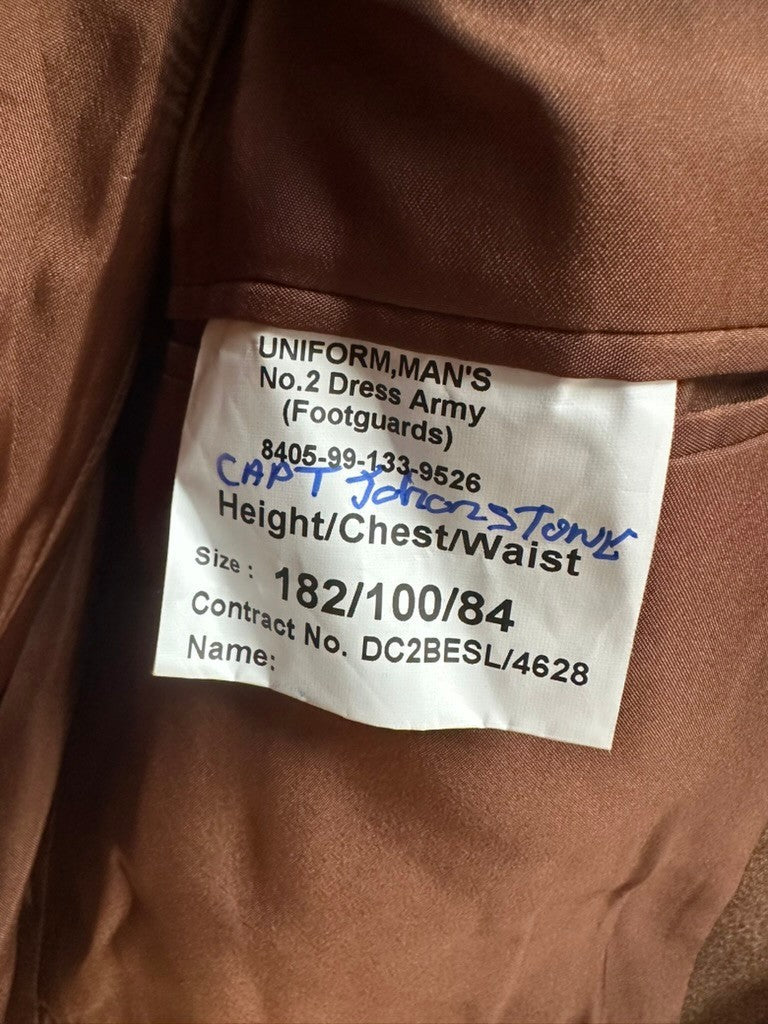 UNIFORM,MAN'S
No.2 Dress Army
(Footguards)
8405-99-133-9526
CAPT Johonstone
Height/Chest/Waist
Size : 182/100/84
Contract No. DC2BESL/4628
Name: